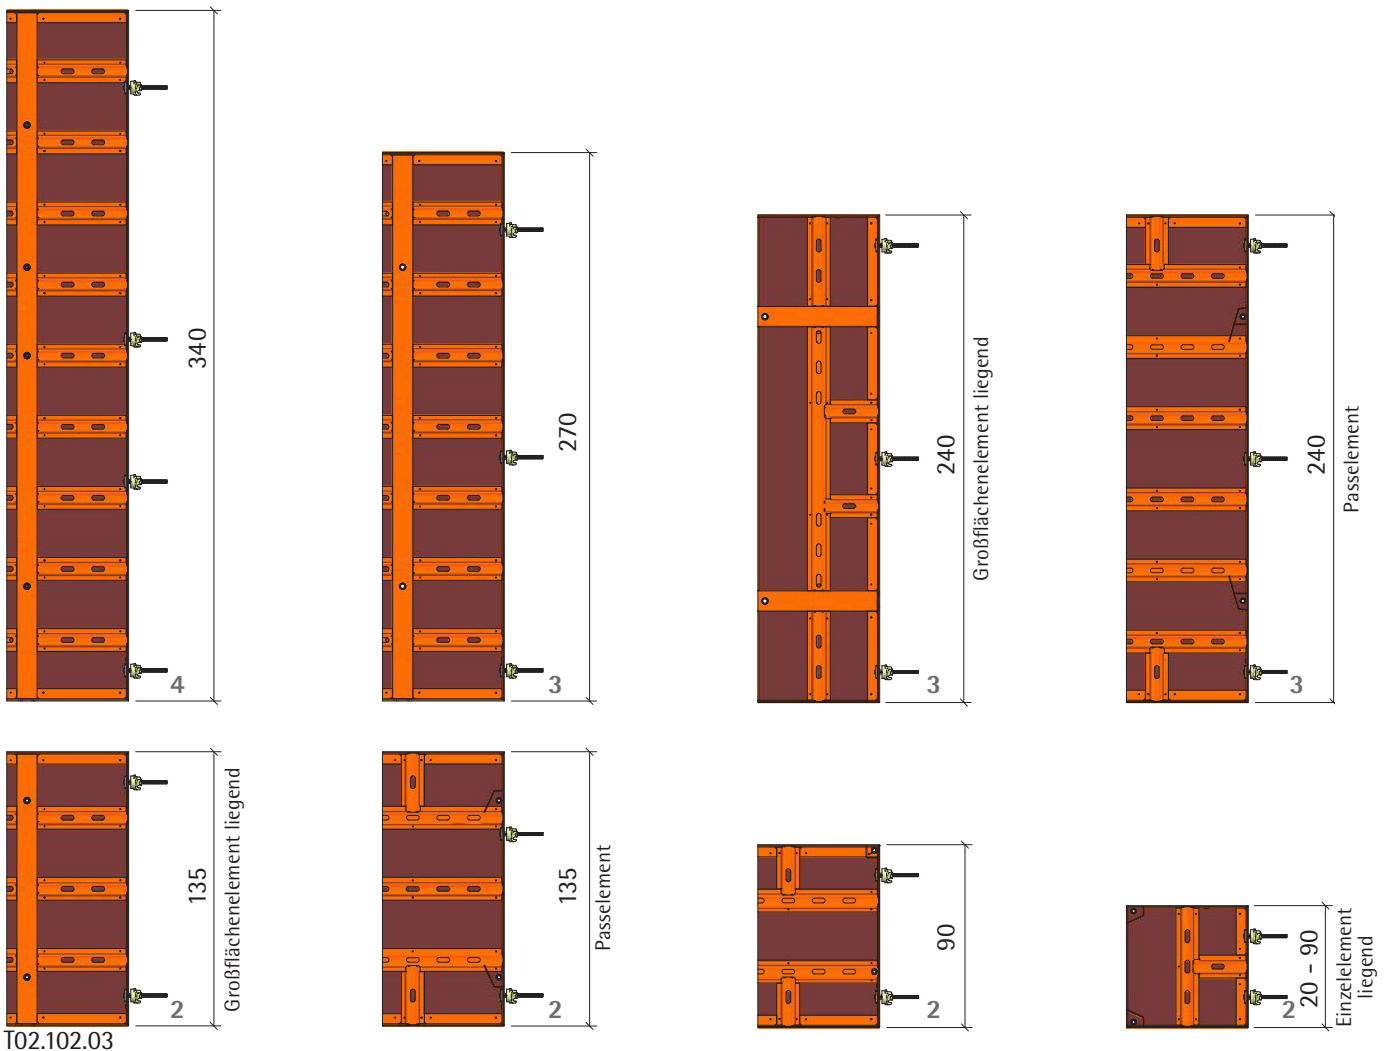 340
4
270
3
240
Großflächenelement liegend
3
240
Passelement
3
135
Großflächenelement liegend
2
135
Passelement
2
90
2
20 - 90
Einzelelement
liegend
2
T02.102.03